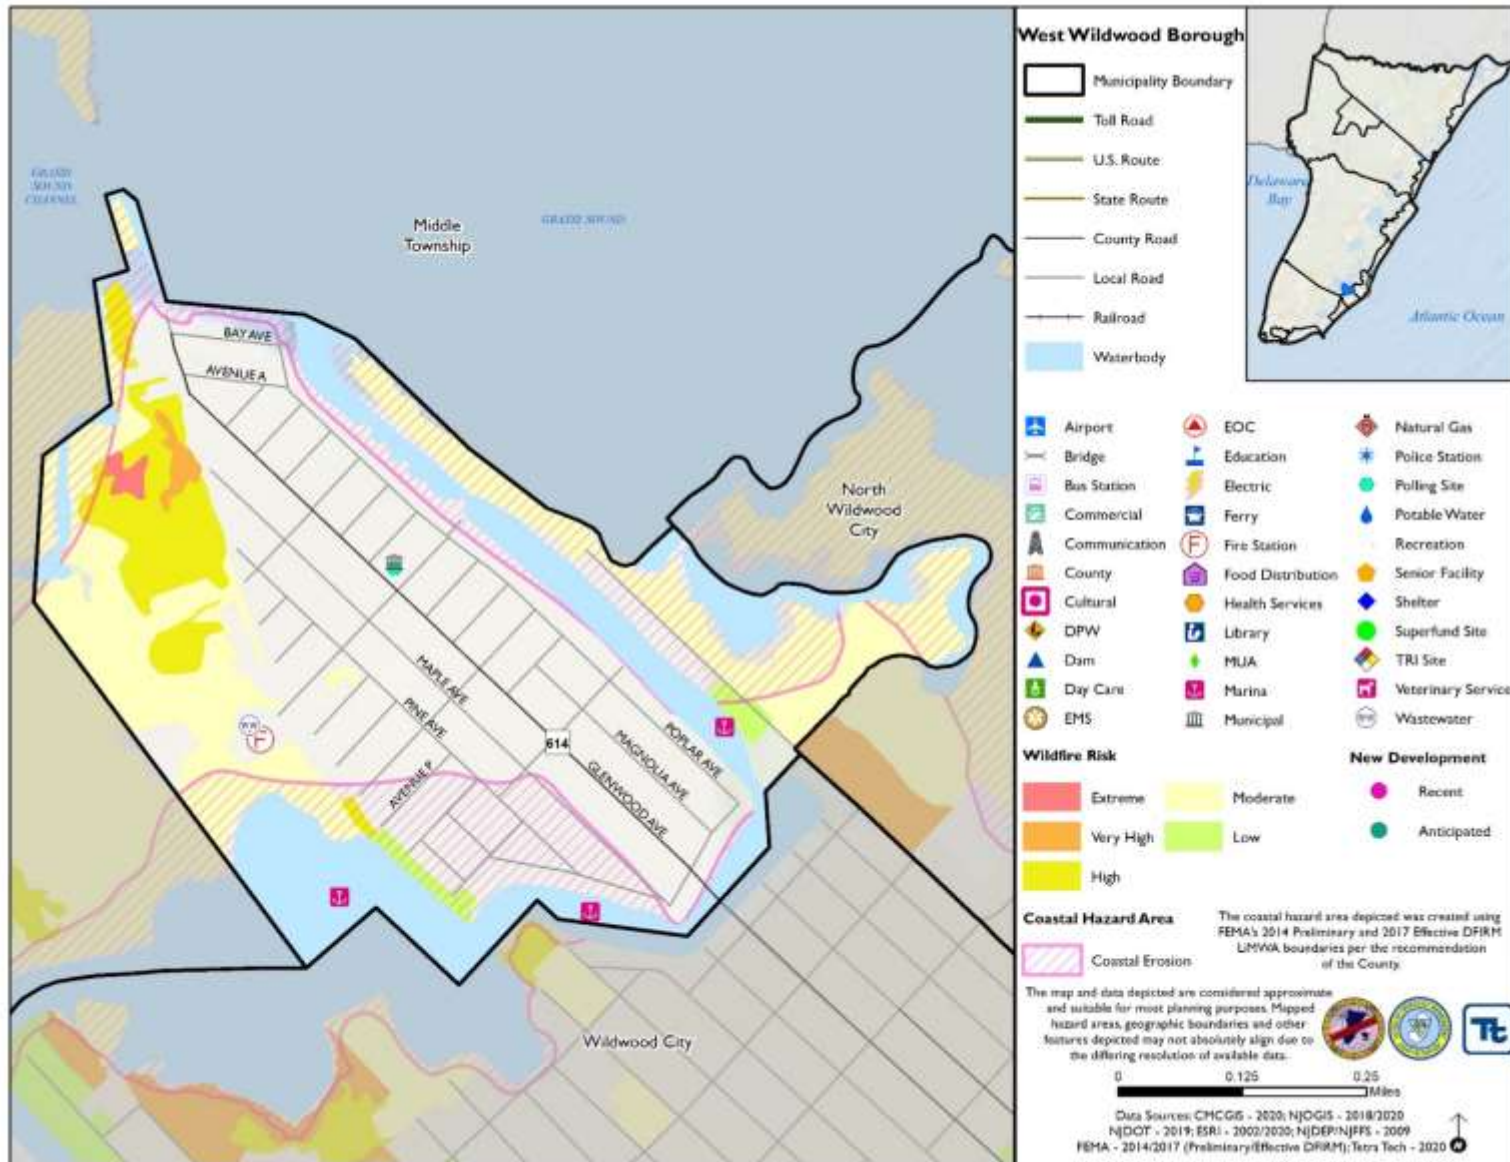 GRASSY
SOUND
CHANNEL
Middle
Township
GRASSY SOUND
BAY AVE
AVENUE A
North
Wildwood
City
MAPLE AVE
PINE AVE
AVENUE P
614
POPLAR AVE
MAGNOLIA AVE
GLENWOOD AVE
WW
F
Wildwood City
West Wildwood Borough
Municipality Boundary
Toll Road
U.S. Route
State Route
County Road
Local Road
Railroad
Waterbody
Delaware
Bay
Atlantic Ocean
Airport
Bridge
Bus Station
Commercial
Communication
County
Cultural
DPW
Dam
Day Care
EMS
EOC
Education
Electric
Ferry
F Fire Station
Food Distribution
Health Services
Library
MUA
Marina
Municipal
Natural Gas
Police Station
Polling Site
Potable Water
Recreation
Senior Facility
Shelter
Superfund Site
TRI Site
Veterinary Service
WW Wastewater
Wildfire Risk
Extreme
Very High
High
Moderate
Low
New Development
Recent
Anticipated
Coastal Hazard Area
Coastal Erosion
The coastal hazard area depicted was created using
FEMA's 2014 Preliminary and 2017 Effective DFIRM
LiMWA boundaries per the recommendation
of the County.
The map and data depicted are considered approximate
and suitable for most planning purposes. Mapped
hazard areas, geographic boundaries and other
features depicted may not absolutely align due to
the differing resolution of available data.
Tt
0 0.125 0.25
Miles
Data Sources: CMCGIS - 2020; NJOGIS - 2018/2020
NJDOT - 2019; ESRI - 2002/2020; NJDEP/NJFFS - 2009
FEMA - 2014/2017 (Preliminary/Effective DFIRM); Tetra Tech - 2020
N